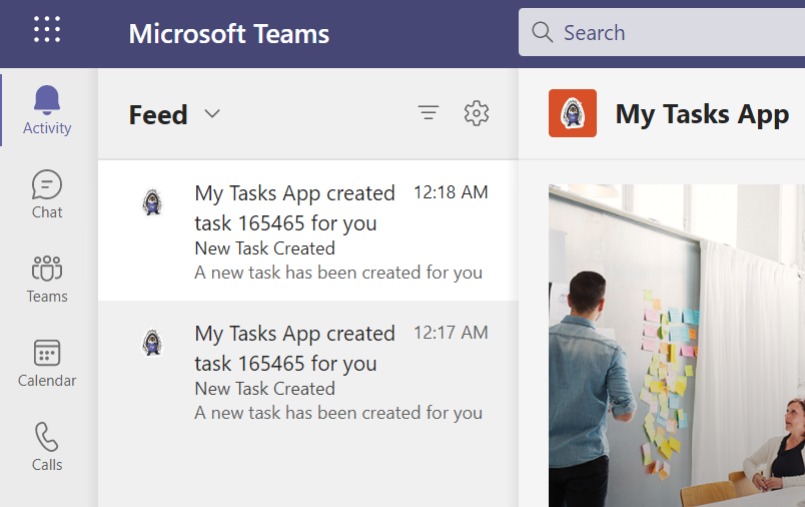 Microsoft Teams
Search
Activity
Chat
Teams
Calendar
Calls
Feed
My Tasks App created
12:18 AM
task 165465 for you
New Task Created
A new task has been created for you
My Tasks App created
12:17 AM
task 165465 for you
New Task Created
A new task has been created for you
My Tasks App